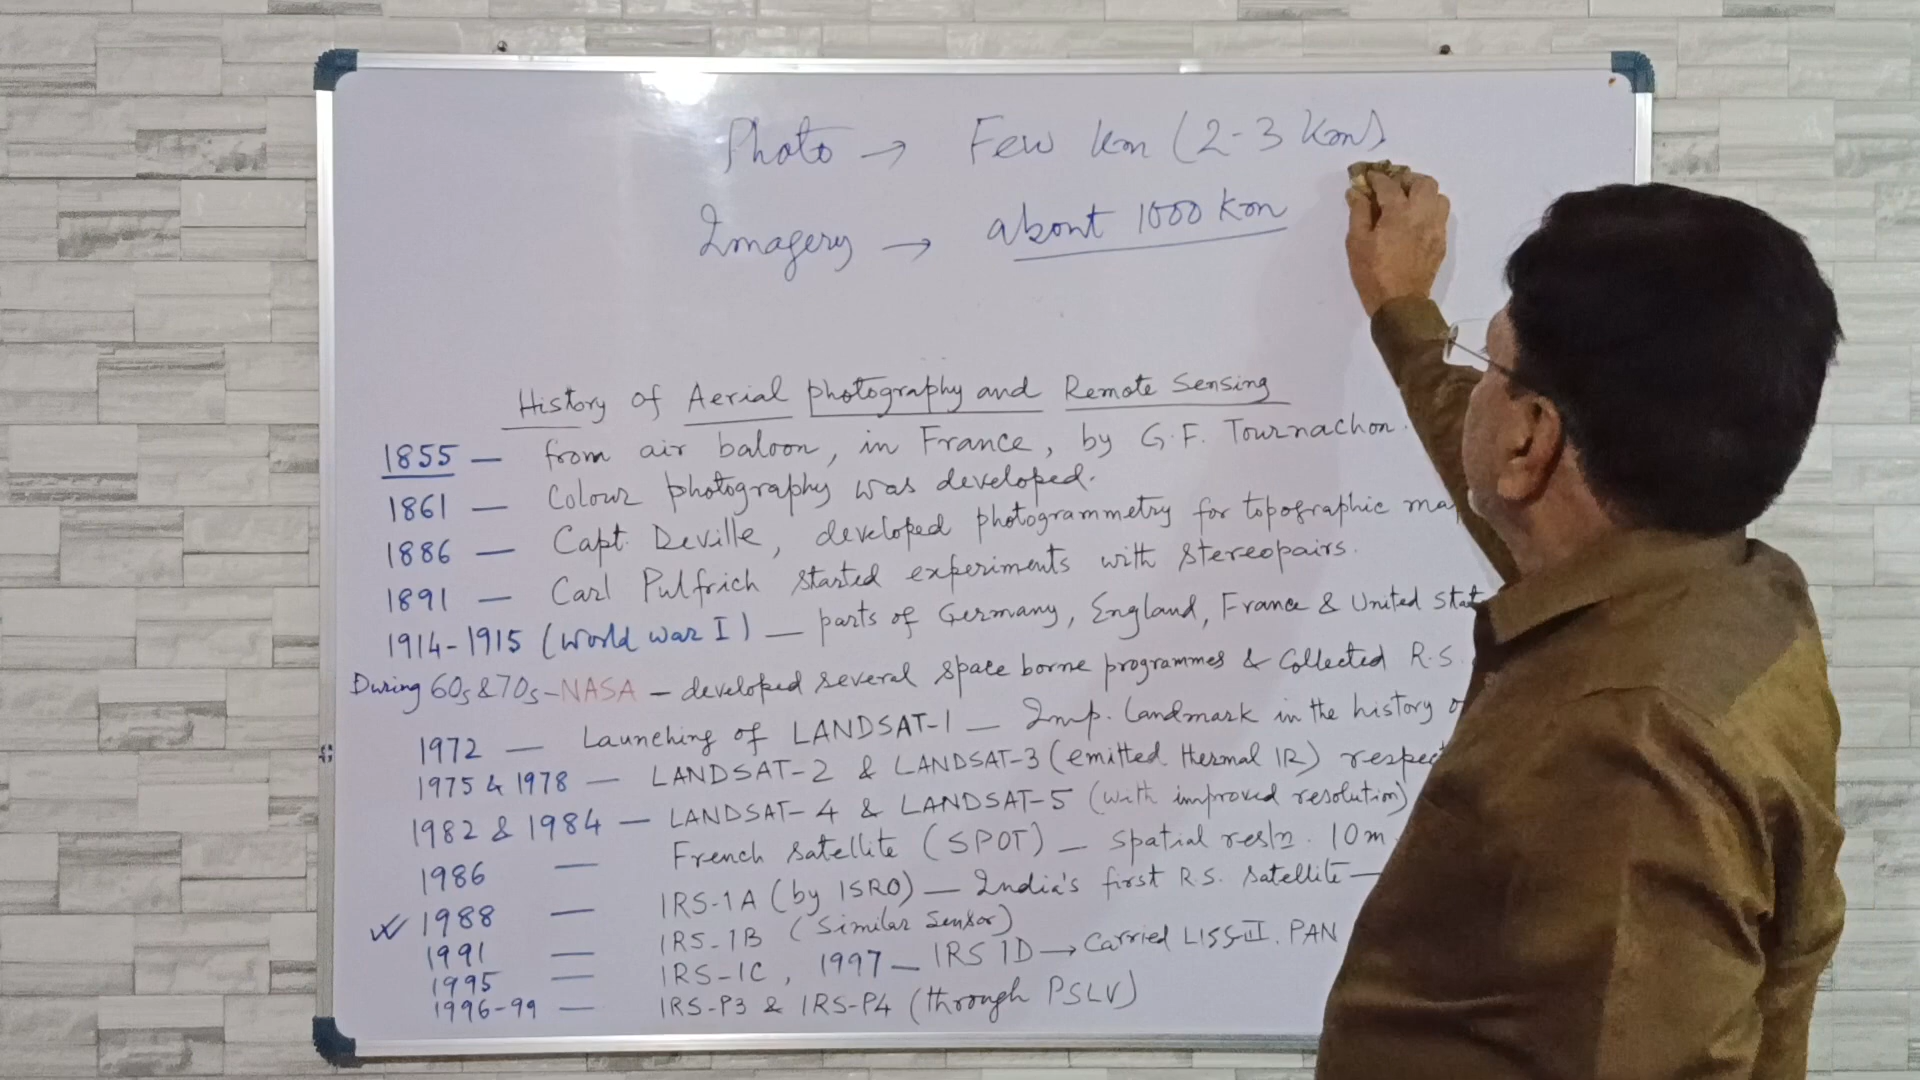 Photo → Few km (2-3 Kms)
Imagery → about 1000 km
History of Aerial photography and Remote Sensing
1855 — from air baloon, in France, by G.F. Tournachon.
1861 — Colour photography was developed.
1886 — Capt. Deville, developed photogrammetry for topographic
1891 — Carl Pulfrich started experiments with stereopairs.
1914-1915 (World War I) — parts of Germany, England, France & United
During 60s & 70s - NASA — developed several space borne programmes & Collected R.S.
1972 — Launching of LANDSAT-1 — Imp. landmark in the history
1975 & 1978 — LANDSAT-2 & LANDSAT-3 (emitted thermal IR)
1982 & 1984 — LANDSAT-4 & LANDSAT-5 (with improved resolution)
1986 — French satellite (SPOT) — spatial resln. 10m
1988 — IRS-1A (by ISRO) — India's first R.S. satellite —
1991 — IRS-1B (Similar Sensor)
1995 — IRS-1C, 1997 — IRS 1D → Carried LISS-II. PAN
1996-99 — IRS-P3 & IRS-P4 (through PSLV)